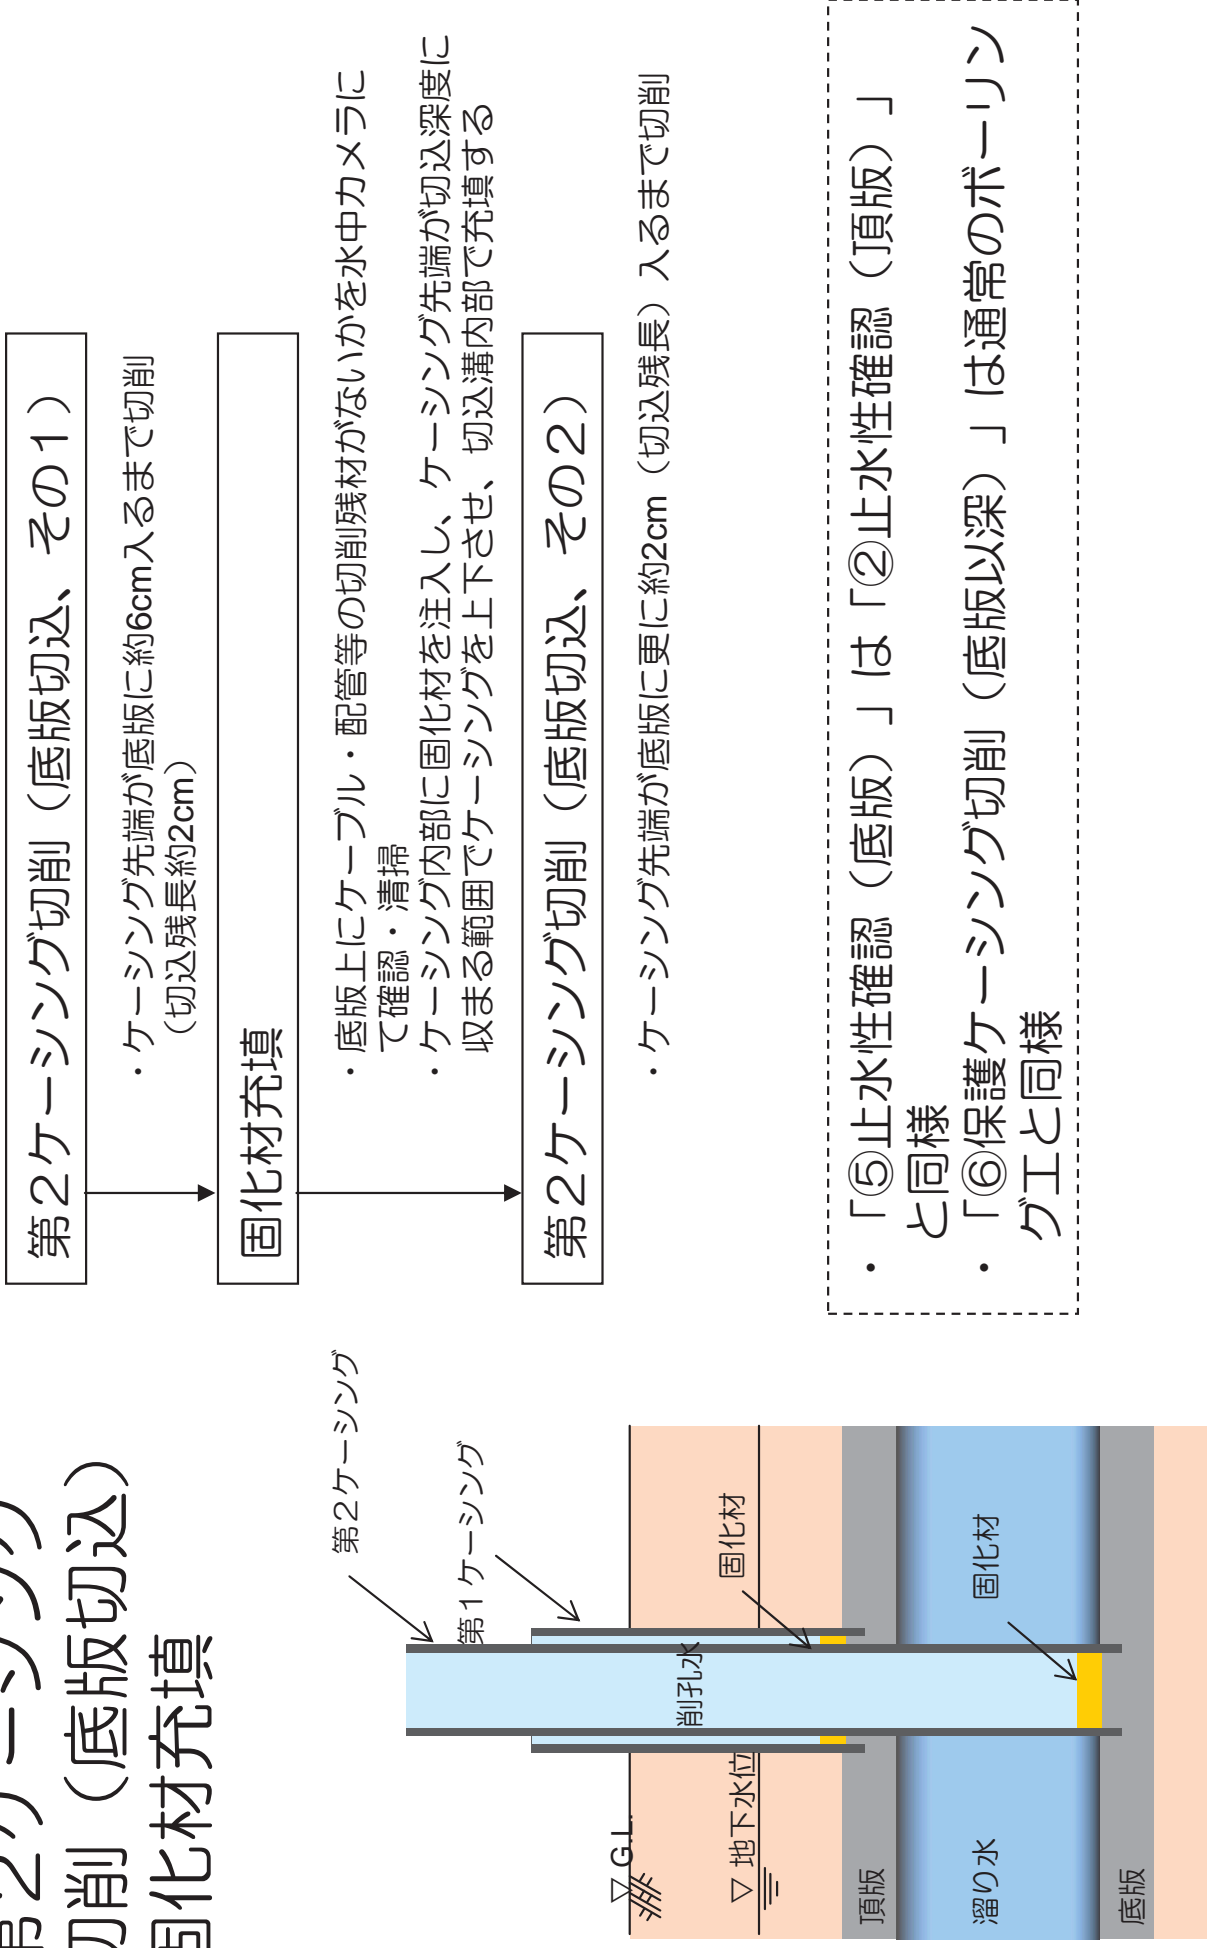 第２ケーシング
切削（底版切込）
固化材充填
第２ケーシング切削（底版切込、その１）
・ケーシング先端が底版に約6cm入るまで切削
（切込残長約2cm）
固化材充填
・底版上にケーブル・配管等の切削残材がないかを水中カメラに
て確認・清掃
・ケーシング内部に固化材を注入し、ケーシング先端が切込深度に
収まる範囲でケーシングを上下させ、切込溝内部で充填する
第２ケーシング切削（底版切込、その２）
・ケーシング先端が底版に更に約2cm（切込残長）入るまで切削
・「⑤止水性確認（底版）」は「②止水性確認（頂版）」
と同様
・「⑥保護ケーシング切削（底版以深）」は通常のボーリン
グ工と同様
第２ケーシング
第１ケーシング
▽ G.L.
固化材
削孔水
▽ 地下水位
頂版
固化材
溜り水
底版